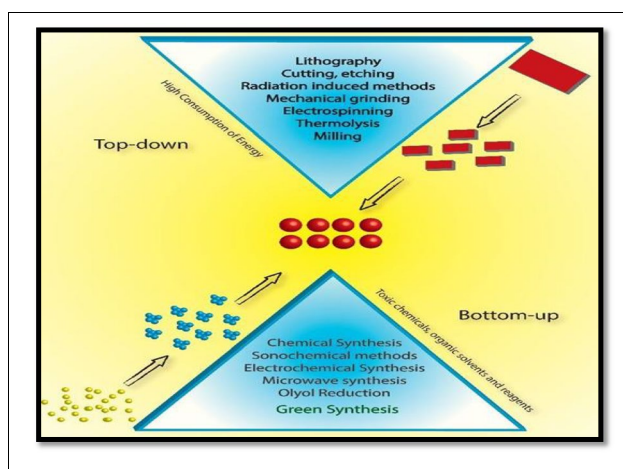 Lithography
Cutting, etching
Radiation induced methods
Mechanical grinding
Electrospinning
Thermolysis
Milling
High Consumption of Energy
Top-down
Bottom-up
Toxic chemicals, organic solvents and reagents
Chemical Synthesis
Sonochemical methods
Electrochemical Synthesis
Microwave synthesis
Olyol Reduction
Green Synthesis